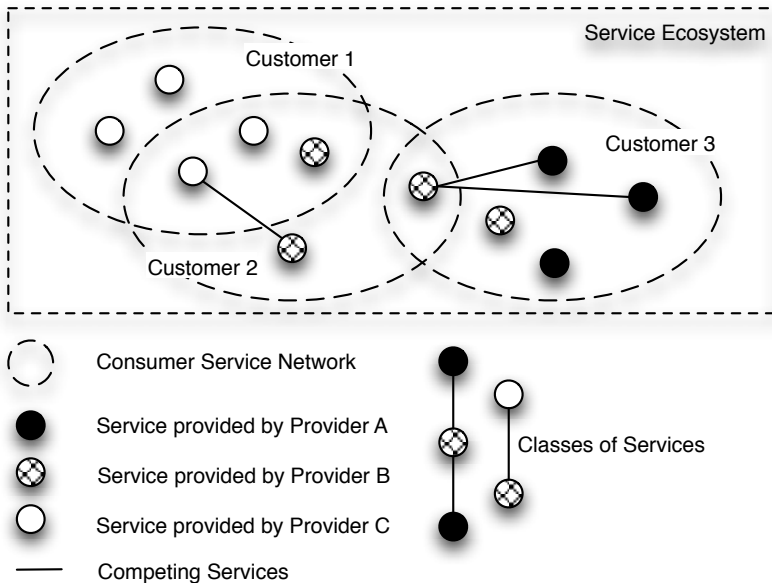 Service Ecosystem
Customer 1
Customer 3
Customer 2
Consumer Service Network
Service provided by Provider A
Classes of Services
Service provided by Provider B
Service provided by Provider C
Competing Services